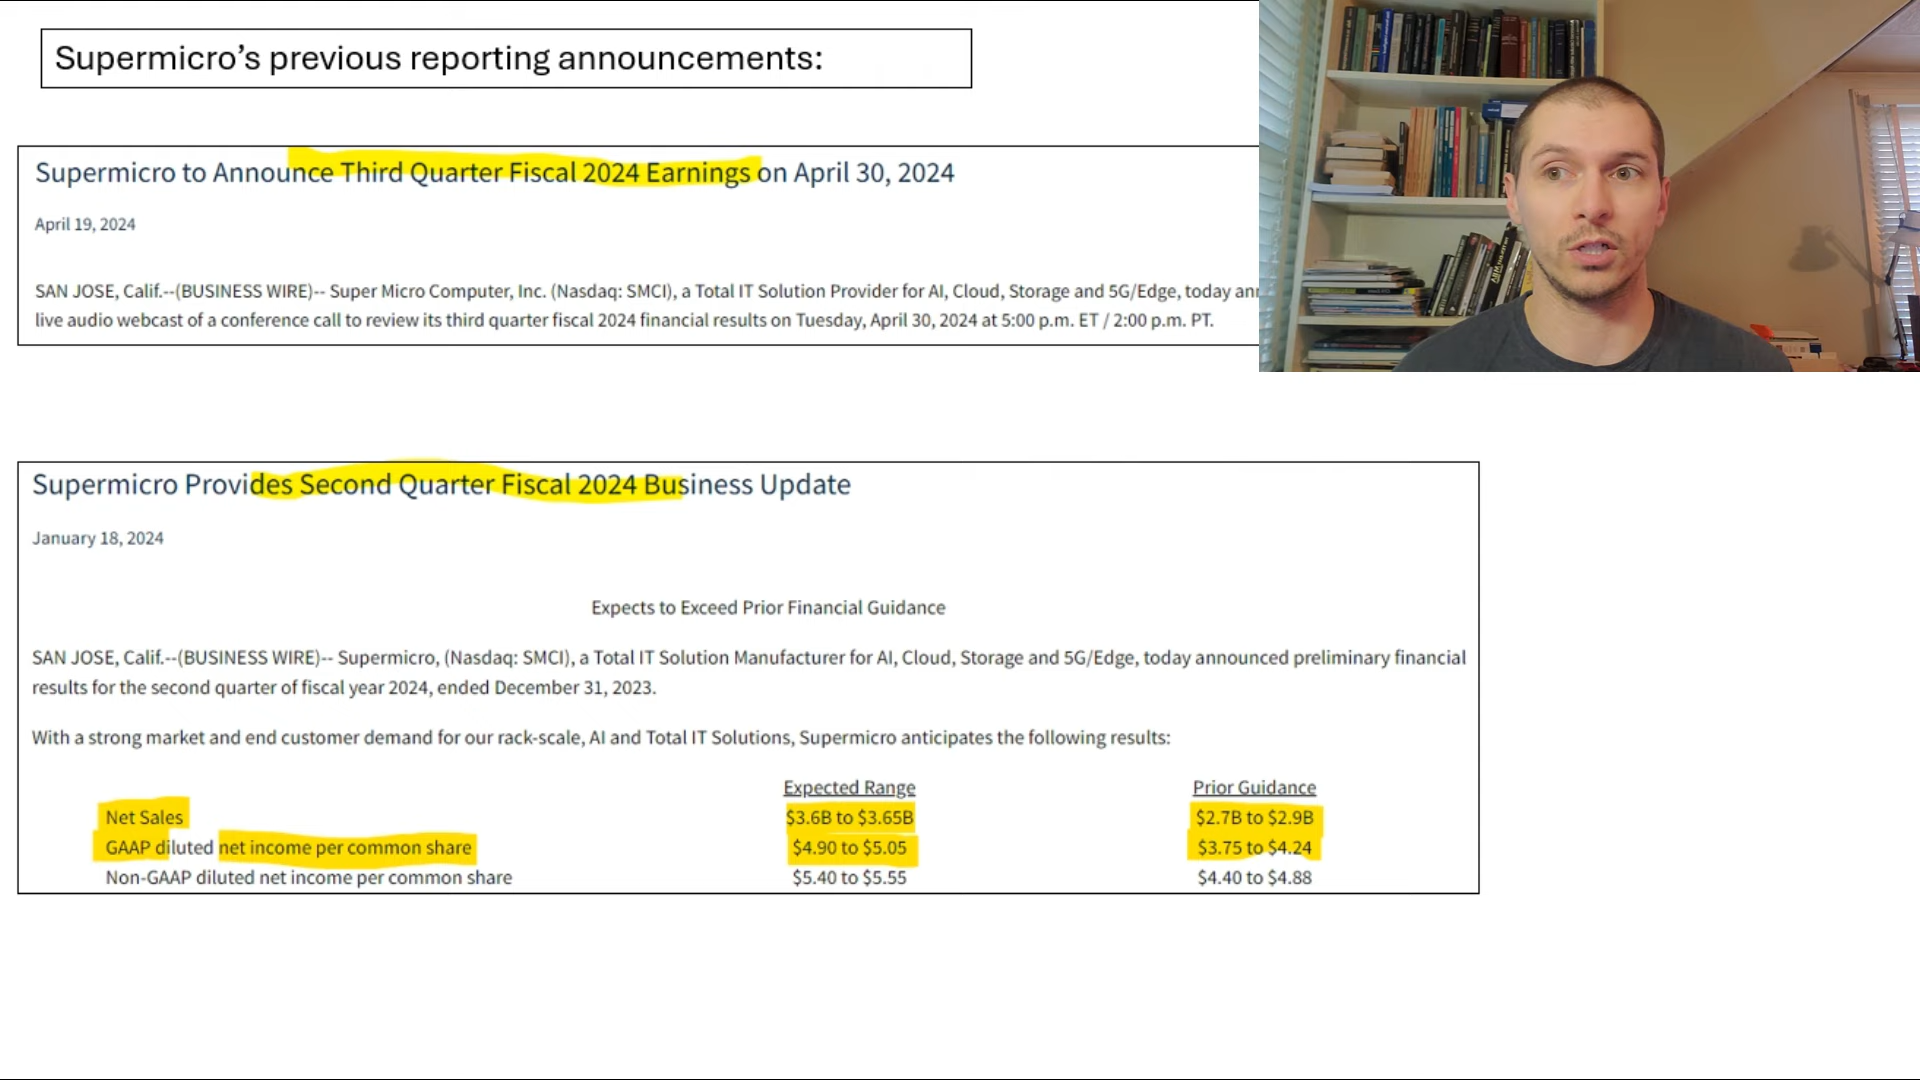 Supermicro's previous reporting announcements:
Supermicro to Announce Third Quarter Fiscal 2024 Earnings on April 30, 2024
April 19, 2024
SAN JOSE, Calif.--(BUSINESS WIRE)-- Super Micro Computer, Inc. (Nasdaq: SMCI), a Total IT Solution Provider for AI, Cloud, Storage and 5G/Edge, today
live audio webcast of a conference call to review its third quarter fiscal 2024 financial results on Tuesday, April 30, 2024 at 5:00 p.m. ET / 2:00 p.m. PT.
Supermicro Provides Second Quarter Fiscal 2024 Business Update
January 18, 2024
Expects to Exceed Prior Financial Guidance
SAN JOSE, Calif.--(BUSINESS WIRE)-- Supermicro, (Nasdaq: SMCI), a Total IT Solution Manufacturer for AI, Cloud, Storage and 5G/Edge, today announced preliminary financial
results for the second quarter of fiscal year 2024, ended December 31, 2023.
With a strong market and end customer demand for our rack-scale, AI and Total IT Solutions, Supermicro anticipates the following results:
Expected Range Prior Guidance
Net Sales $3.6B to $3.65B $2.7B to $2.9B
GAAP diluted net income per common share $4.90 to $5.05 $3.75 to $4.24
Non-GAAP diluted net income per common share $5.40 to $5.55 $4.40 to $4.88